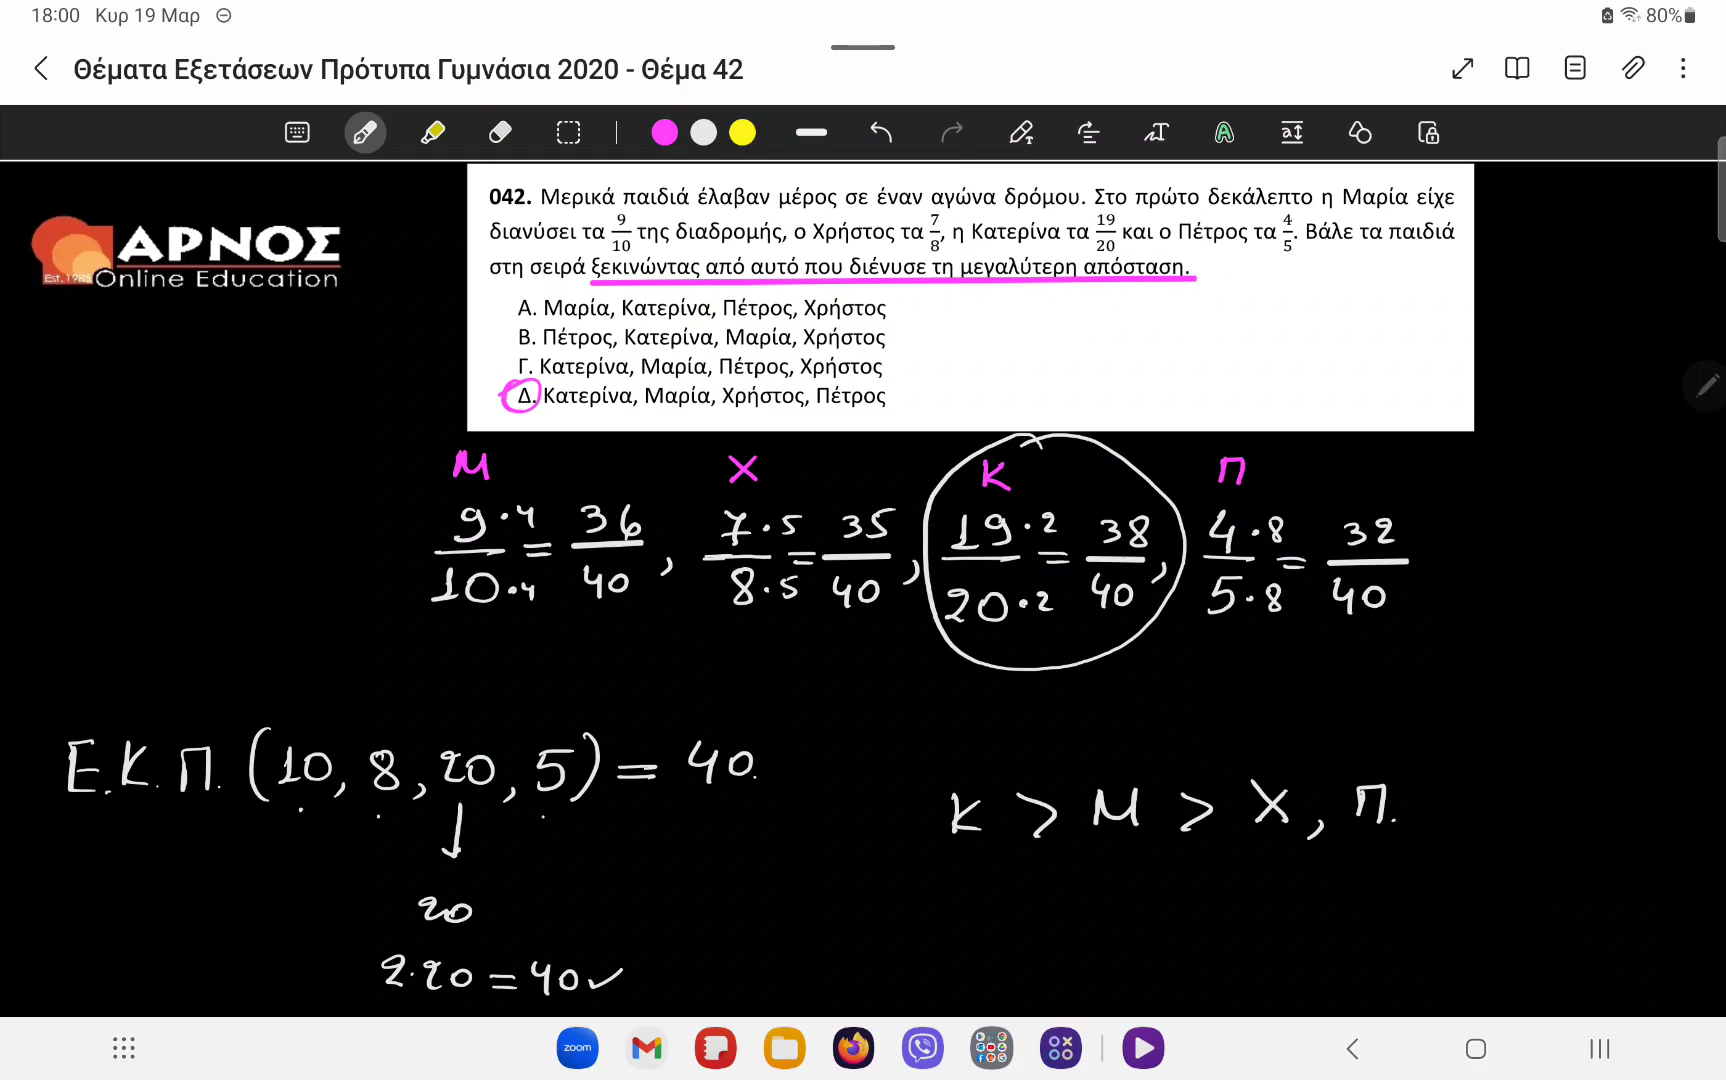 18:00 Κυρ 19 Μαρ 80%
Θέματα Εξετάσεων Πρότυπα Γυμνάσια 2020 - Θέμα 42
ΑΡΝΟΣ
Est. 1985
Online Education
042. Μερικά παιδιά έλαβαν μέρος σε έναν αγώνα δρόμου. Στο πρώτο δεκάλεπτο η Μαρία είχε
διανύσει τα 9/10 της διαδρομής, ο Χρήστος τα 7/8, η Κατερίνα τα 19/20 και ο Πέτρος τα 4/5. Βάλε τα παιδιά
στη σειρά ξεκινώντας από αυτό που διένυσε τη μεγαλύτερη απόσταση.
Α. Μαρία, Κατερίνα, Πέτρος, Χρήστος
Β. Πέτρος, Κατερίνα, Μαρία, Χρήστος
Γ. Κατερίνα, Μαρία, Πέτρος, Χρήστος
Δ. Κατερίνα, Μαρία, Χρήστος, Πέτρος
Μ Χ Κ Π
9·4/10·4 = 36/40, 7·5/8·5 = 35/40, 19·2/20·2 = 38/40, 4·8/5·8 = 32/40
Ε.Κ.Π. (10, 8, 20, 5) = 40.
Κ > Μ > Χ, Π.
20
2·20 = 40 ✓
zoom